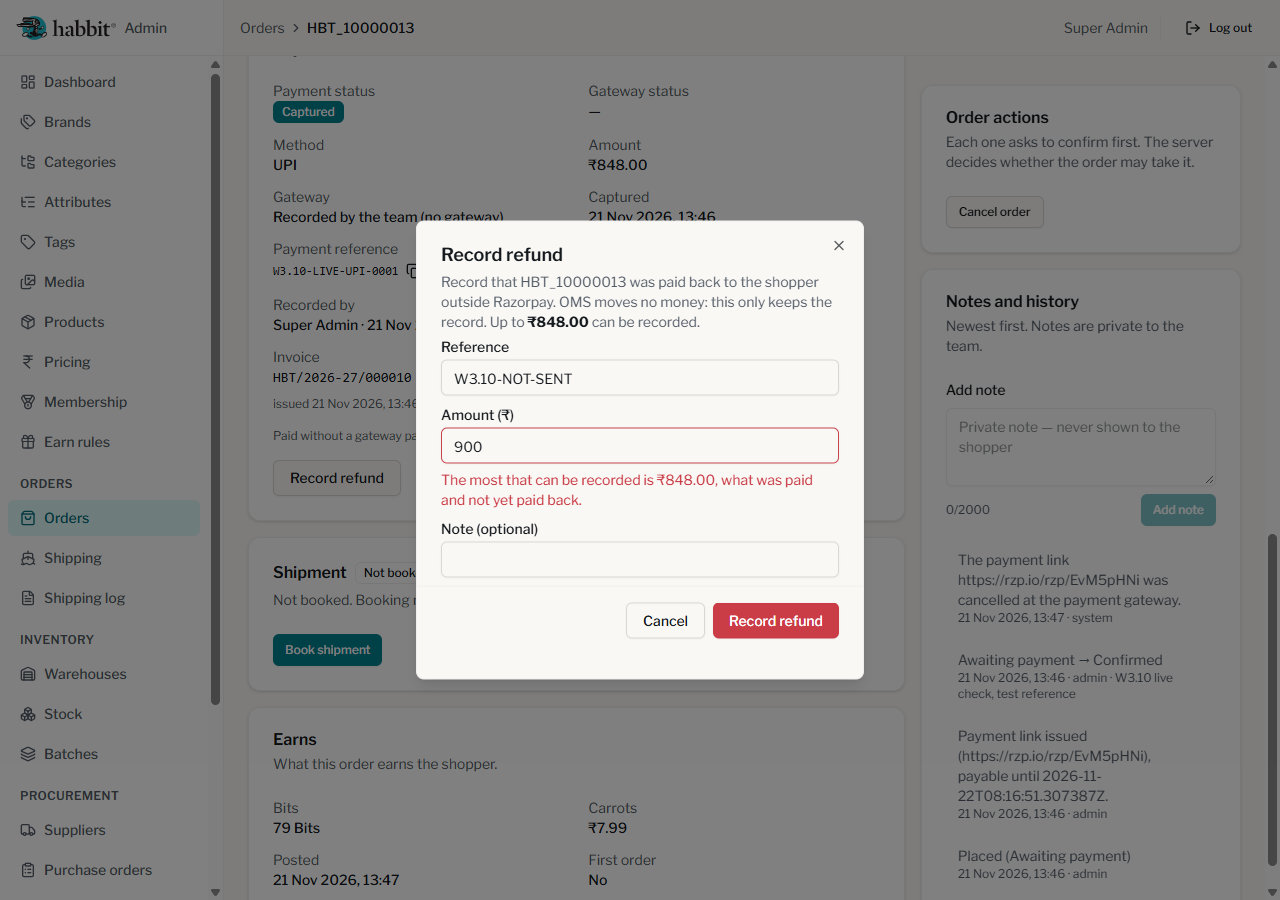 habbit® Admin
Orders > HBT_10000013
Super Admin
Log out
Dashboard
Brands
Categories
Attributes
Tags
Media
Products
Pricing
Membership
Earn rules
ORDERS
Orders
Shipping
Shipping log
INVENTORY
Warehouses
Stock
Batches
PROCUREMENT
Suppliers
Purchase orders
Payment status
Captured
Gateway status
—
Method
UPI
Amount
₹848.00
Gateway
Recorded by the team (no gateway)
Captured
21 Nov 2026, 13:46
Payment reference
W3.10-LIVE-UPI-0001
Recorded by
Super Admin · 21 Nov
Invoice
HBT/2026-27/000010
issued 21 Nov 2026, 13:46
Paid without a gateway
Record refund
Shipment
Not booked. Booking
Book shipment
Earns
What this order earns the shopper.
Bits
79 Bits
Carrots
₹7.99
Posted
21 Nov 2026, 13:47
First order
No
Record refund
Record that HBT_10000013 was paid back to the shopper
outside Razorpay. OMS moves no money: this only keeps the
record. Up to ₹848.00 can be recorded.
Reference
W3.10-NOT-SENT
Amount (₹)
900
The most that can be recorded is ₹848.00, what was paid
and not yet paid back.
Note (optional)
Cancel
Record refund
Order actions
Each one asks to confirm first. The server
decides whether the order may take it.
Cancel order
Notes and history
Newest first. Notes are private to the
team.
Add note
Private note — never shown to the
shopper
0/2000
Add note
The payment link
https://rzp.io/rzp/EvM5pHNi was
cancelled at the payment gateway.
21 Nov 2026, 13:47 · system
Awaiting payment → Confirmed
21 Nov 2026, 13:46 · admin · W3.10 live
check, test reference
Payment link issued
(https://rzp.io/rzp/EvM5pHNi),
payable until 2026-11-
22T08:16:51.307387Z.
21 Nov 2026, 13:46 · admin
Placed (Awaiting payment)
21 Nov 2026, 13:46 · admin